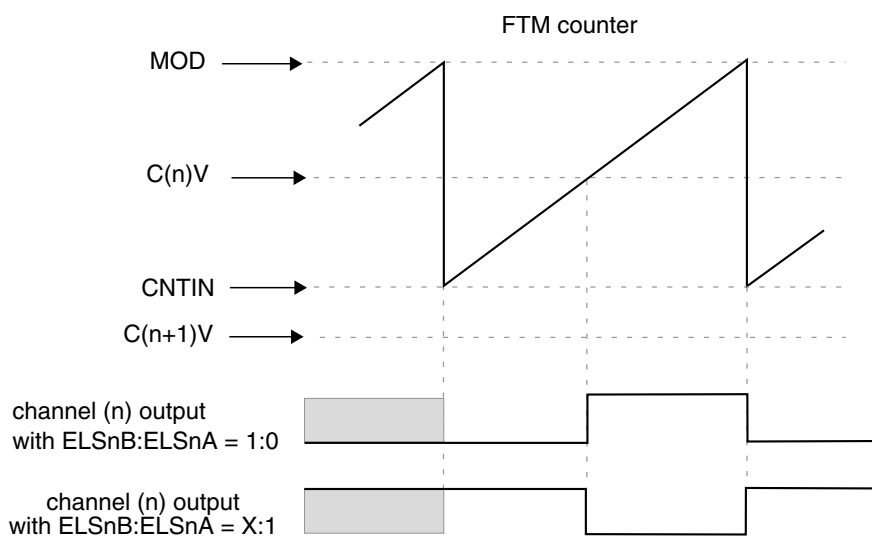 FTM counter
MOD
C(n)V
CNTIN
C(n+1)V
channel (n) output
with ELSnB:ELSnA = 1:0
channel (n) output
with ELSnB:ELSnA = X:1